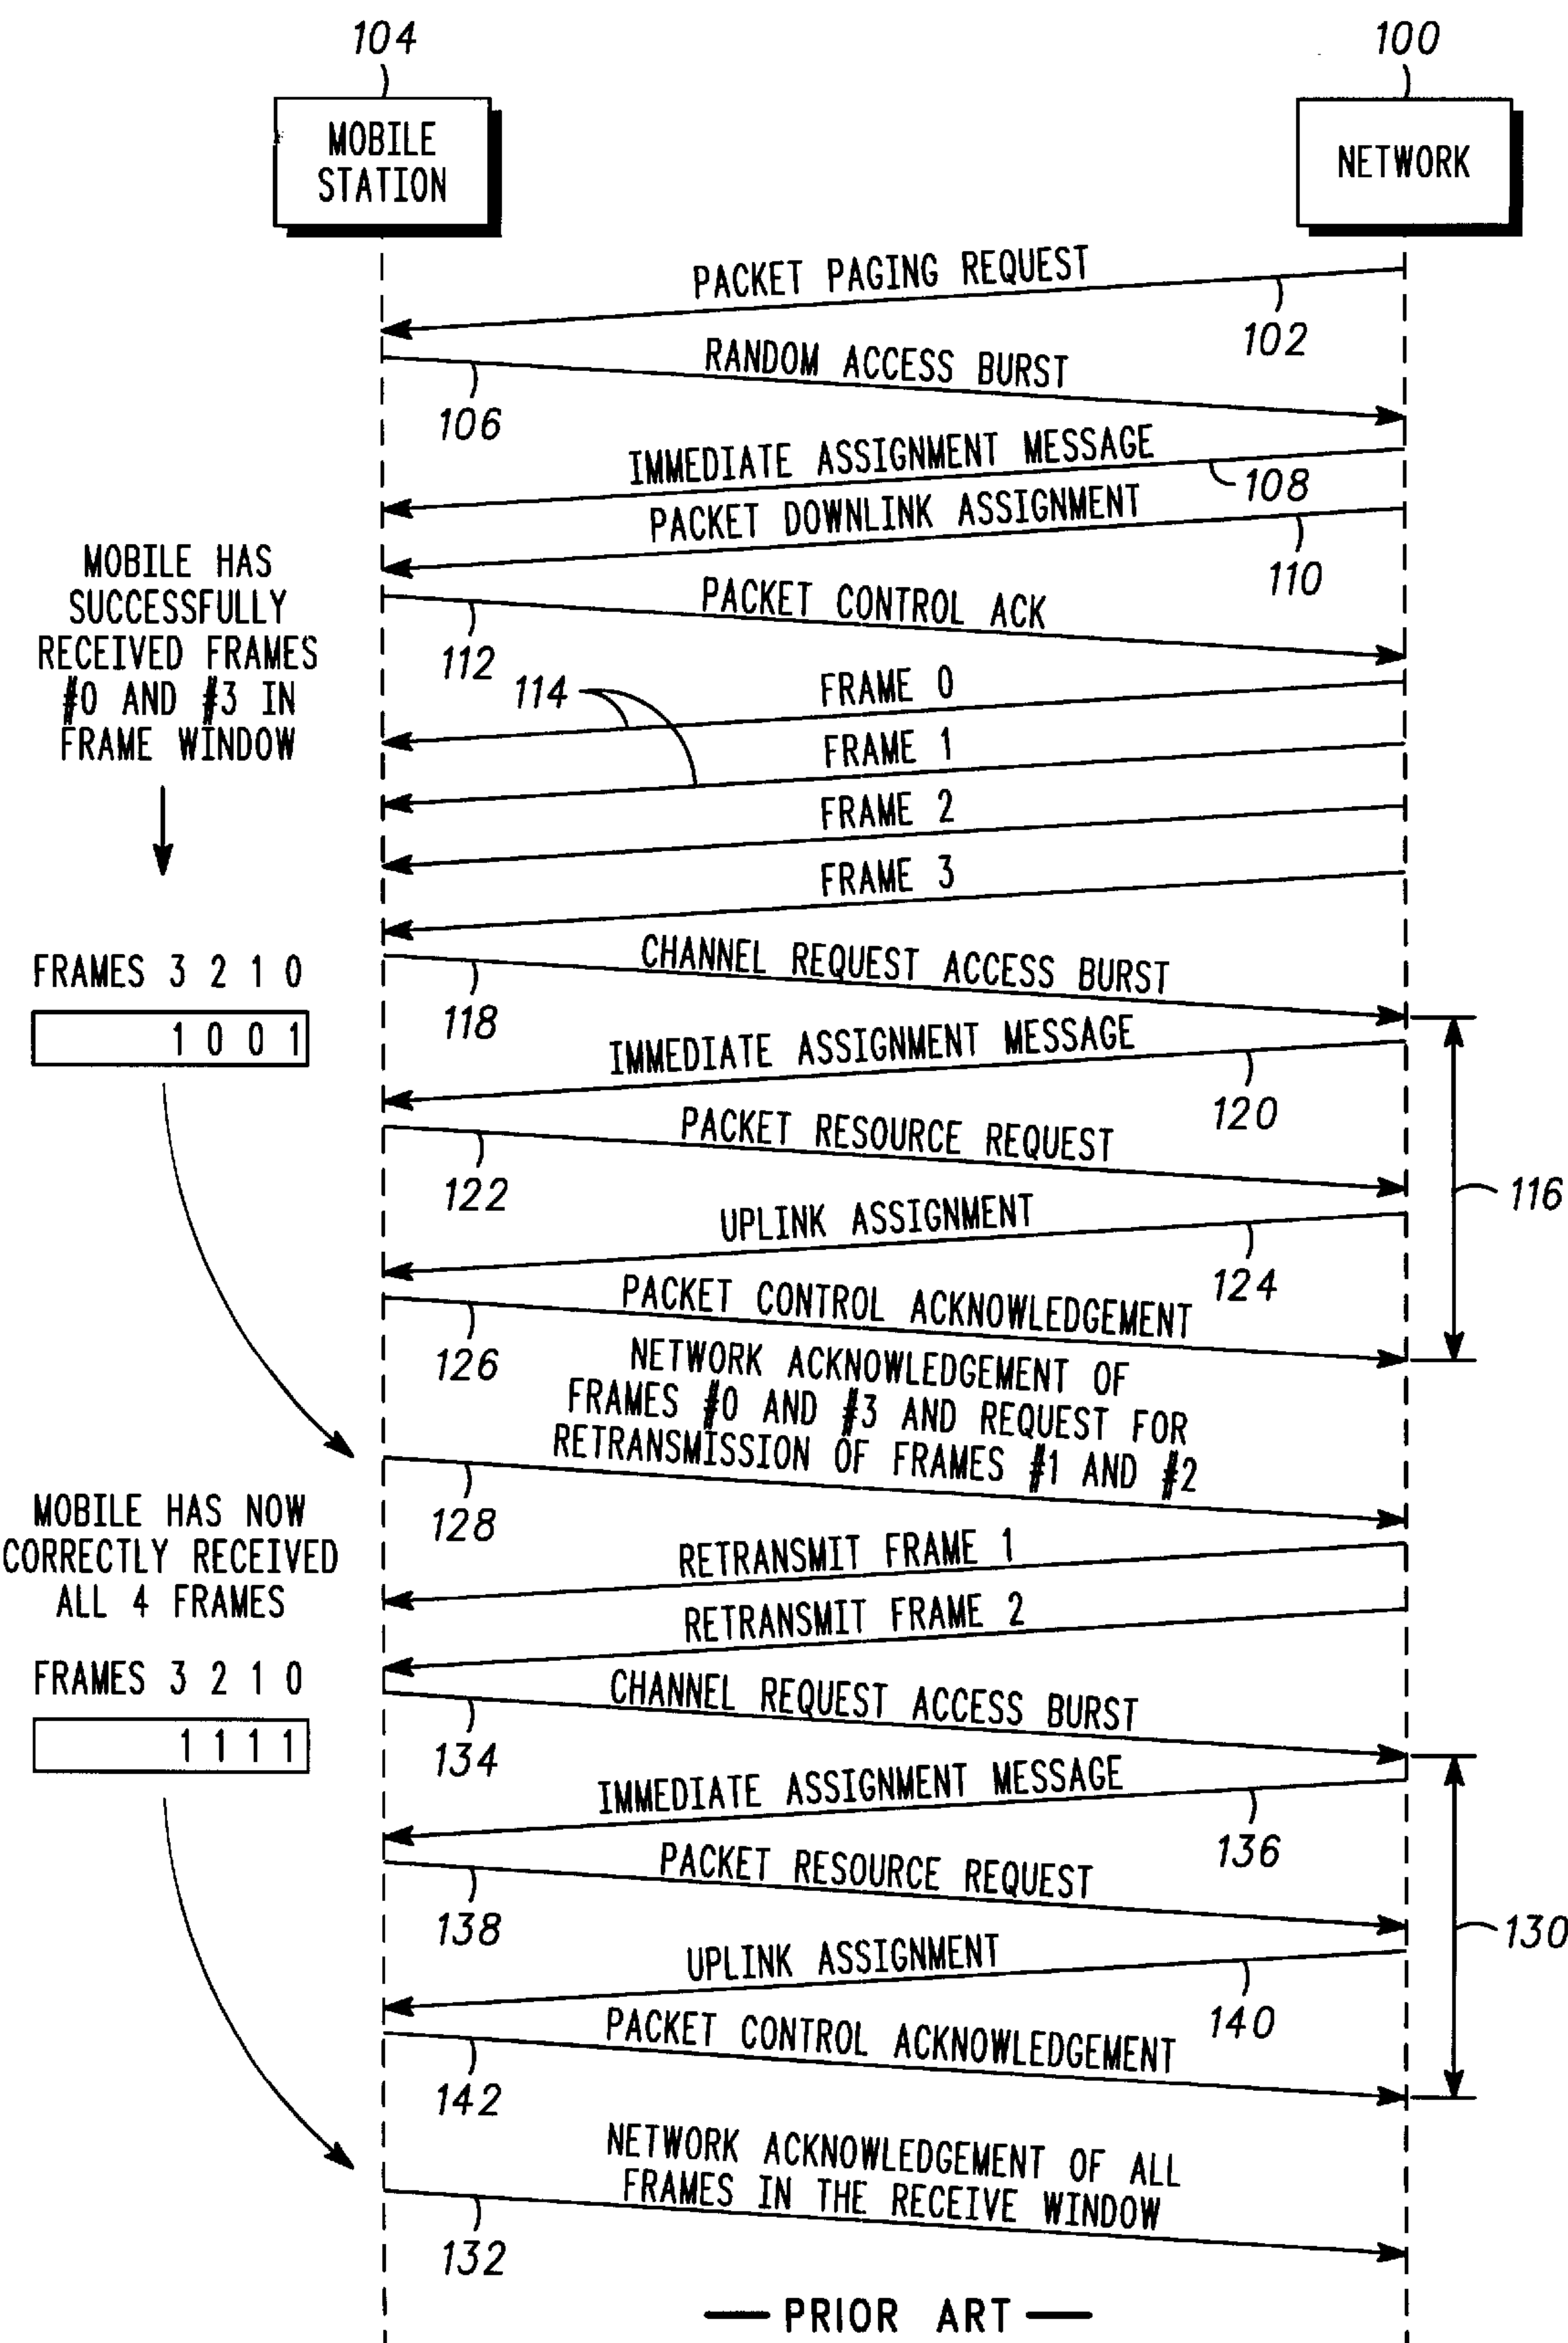 104
100
MOBILE
STATION
NETWORK
PACKET PAGING REQUEST
102
RANDOM ACCESS BURST
106
IMMEDIATE ASSIGNMENT MESSAGE
108
PACKET DOWNLINK ASSIGNMENT
110
MOBILE HAS
SUCCESSFULLY
RECEIVED FRAMES
#0 AND #3 IN
FRAME WINDOW
PACKET CONTROL ACK
112
114
FRAME 0
FRAME 1
FRAME 2
FRAME 3
FRAMES 3 2 1 0
1 0 0 1
CHANNEL REQUEST ACCESS BURST
118
IMMEDIATE ASSIGNMENT MESSAGE
120
PACKET RESOURCE REQUEST
122
116
UPLINK ASSIGNMENT
124
PACKET CONTROL ACKNOWLEDGEMENT
126
NETWORK ACKNOWLEDGEMENT OF
FRAMES #0 AND #3 AND REQUEST FOR
RETRANSMISSION OF FRAMES #1 AND #2
128
MOBILE HAS NOW
CORRECTLY RECEIVED
ALL 4 FRAMES
RETRANSMIT FRAME 1
RETRANSMIT FRAME 2
FRAMES 3 2 1 0
1 1 1 1
CHANNEL REQUEST ACCESS BURST
134
IMMEDIATE ASSIGNMENT MESSAGE
136
PACKET RESOURCE REQUEST
138
130
UPLINK ASSIGNMENT
140
PACKET CONTROL ACKNOWLEDGEMENT
142
NETWORK ACKNOWLEDGEMENT OF ALL
FRAMES IN THE RECEIVE WINDOW
132
— PRIOR ART —